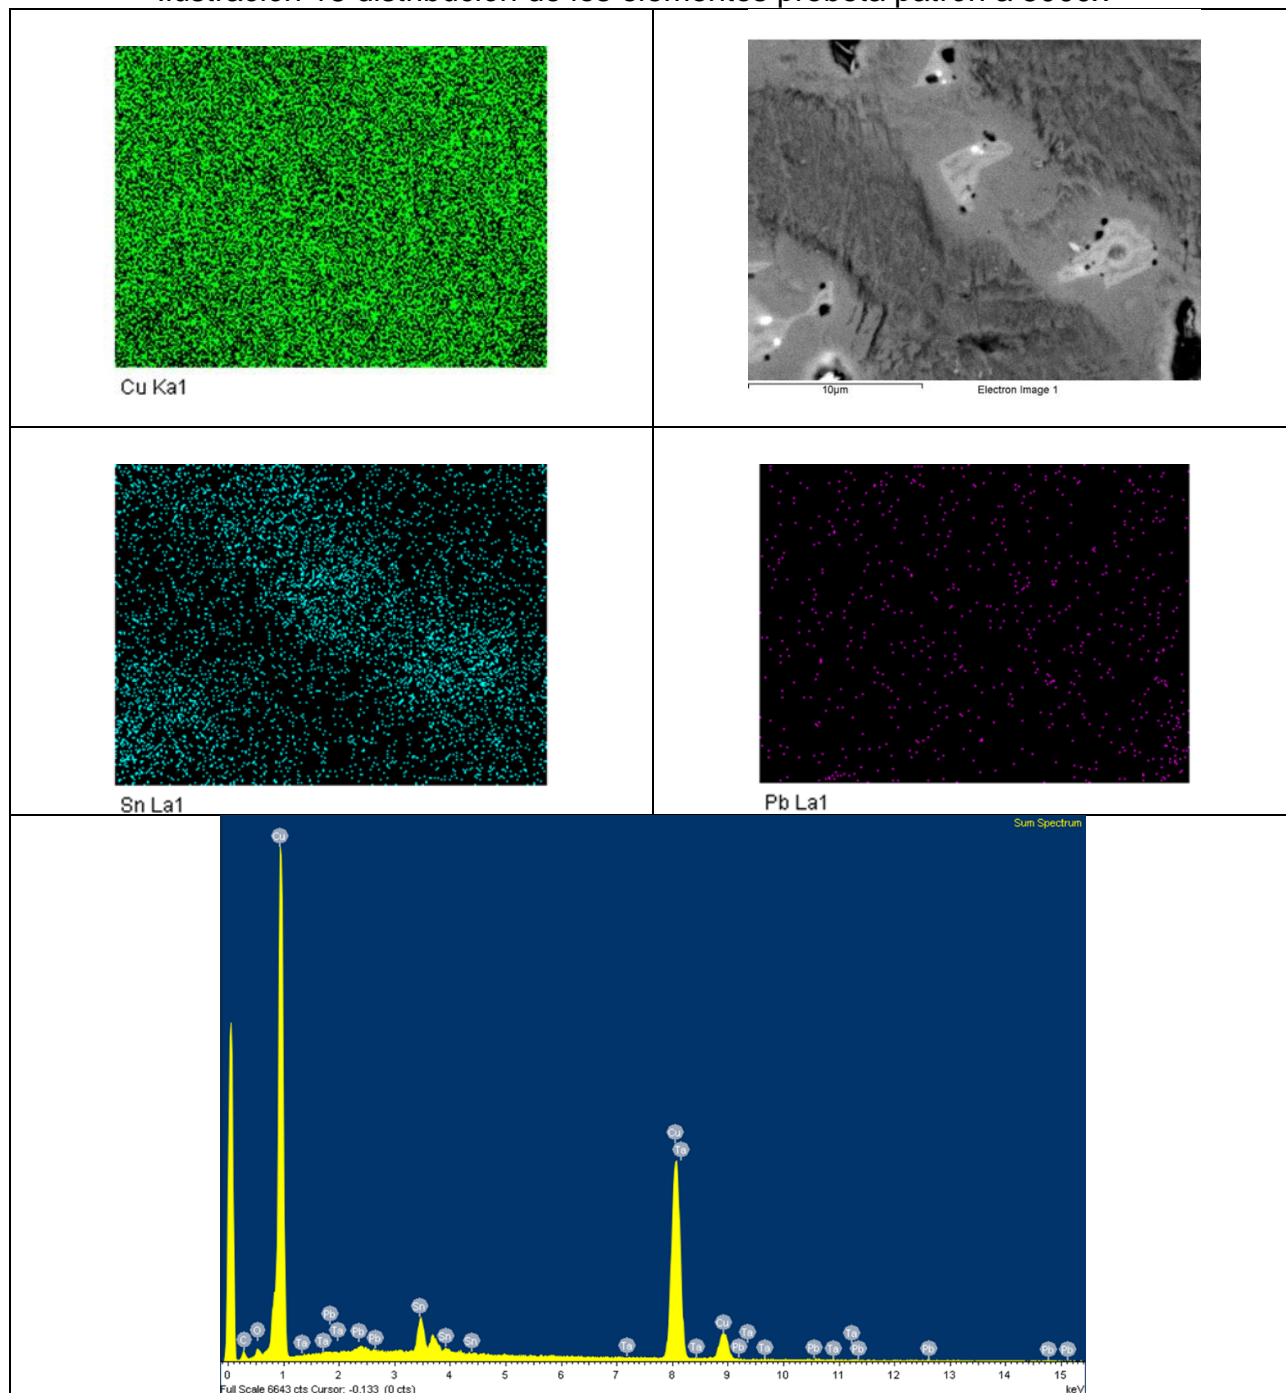 Cu Ka1
10µm Electron Image 1
Sn La1
Pb La1
Sum Spectrum
Cu
Cu
Ta
Sn
Pb
Cu
C
O
Ta
Ta
Ta
Pb
Pb
Sn
Sn
Ta
Ta
Pb
Ta
Ta
Pb
Ta
Ta
Pb
Pb
Pb
Pb
0 1 2 3 4 5 6 7 8 9 10 11 12 13 14 15
Full Scale 6643 cts Cursor: -0.133 (0 cts) keV